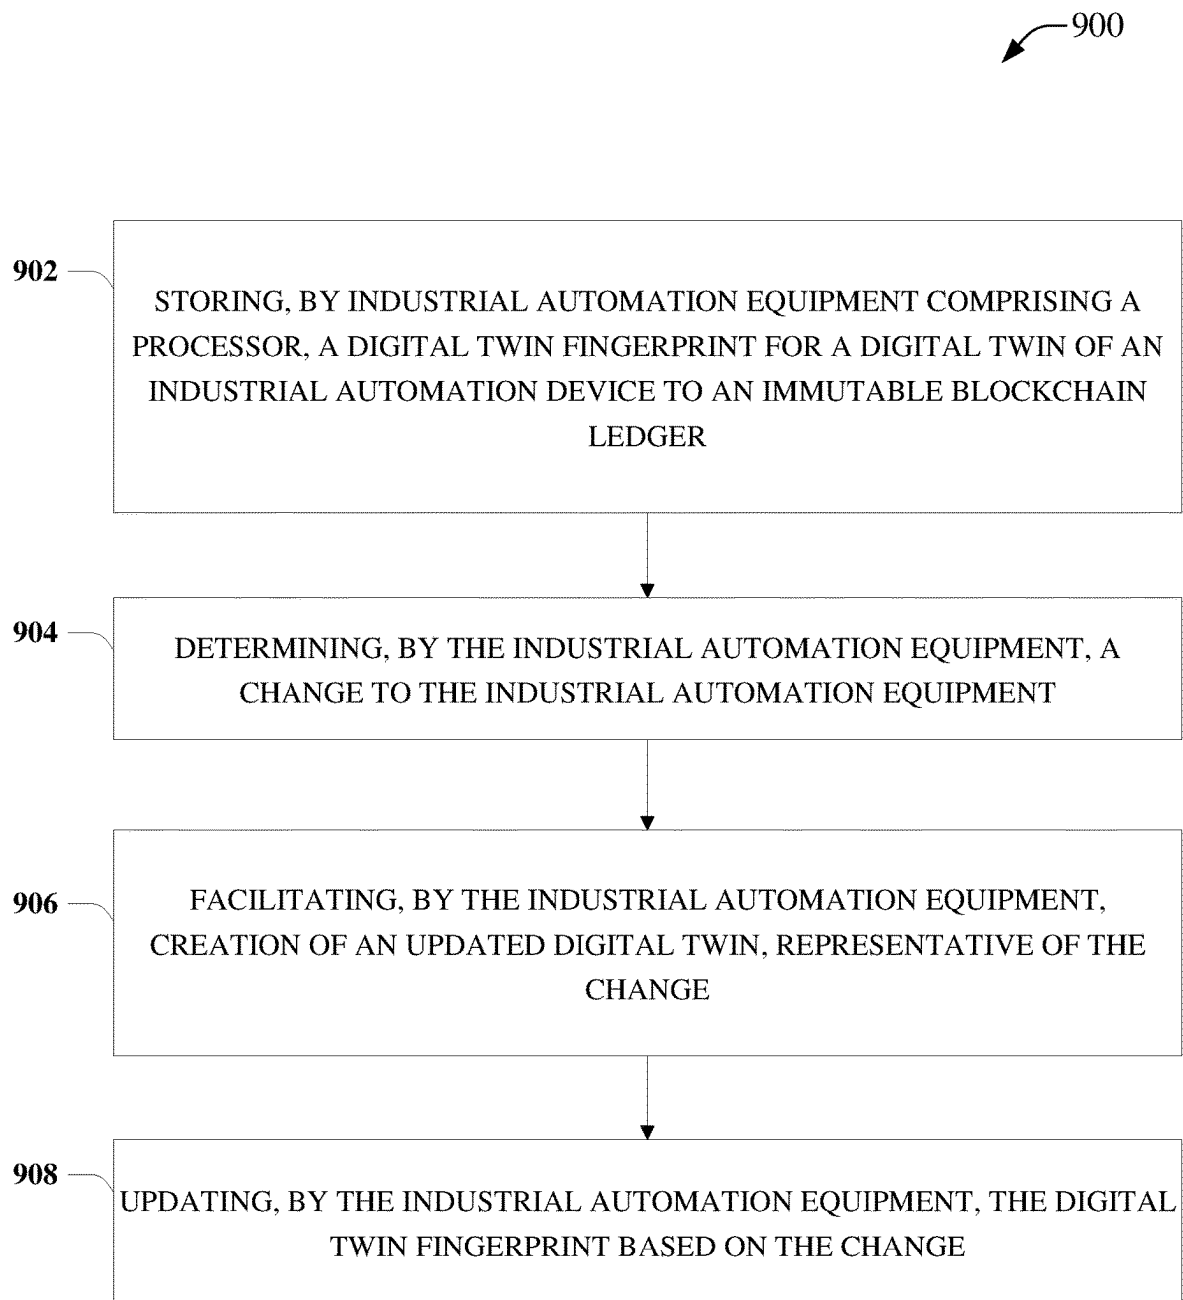 900
902
STORING, BY INDUSTRIAL AUTOMATION EQUIPMENT COMPRISING A
PROCESSOR, A DIGITAL TWIN FINGERPRINT FOR A DIGITAL TWIN OF AN
INDUSTRIAL AUTOMATION DEVICE TO AN IMMUTABLE BLOCKCHAIN
LEDGER
904
DETERMINING, BY THE INDUSTRIAL AUTOMATION EQUIPMENT, A
CHANGE TO THE INDUSTRIAL AUTOMATION EQUIPMENT
906
FACILITATING, BY THE INDUSTRIAL AUTOMATION EQUIPMENT,
CREATION OF AN UPDATED DIGITAL TWIN, REPRESENTATIVE OF THE
CHANGE
908
UPDATING, BY THE INDUSTRIAL AUTOMATION EQUIPMENT, THE DIGITAL
TWIN FINGERPRINT BASED ON THE CHANGE